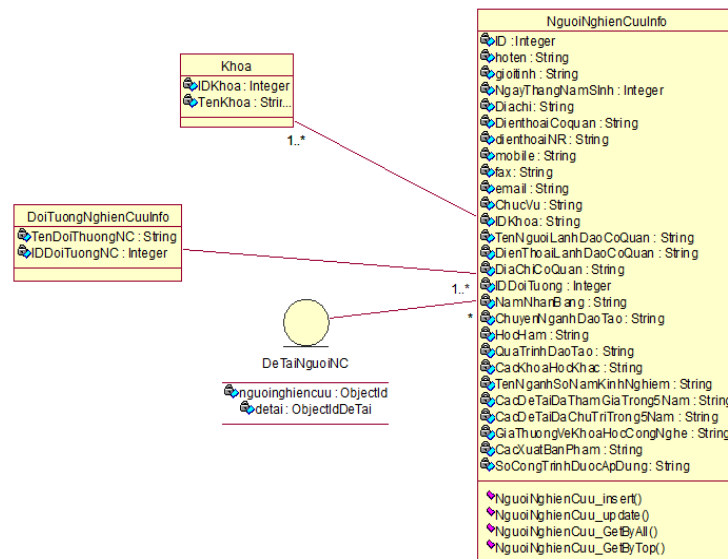 Khoa
IDKhoa : Integer
TenKhoa : Strir...
1..*
DoiTuongNghienCuuInfo
TenDoiThuongNC : String
IDDoiTuongNC : Integer
1..*
*
DeTaiNguoiNC
nguoinghiencuu : ObjectId
detai : ObjectIdDeTai
NguoiNghienCuuInfo
ID : Integer
hoten : String
gioitinh : String
NgayThangNamSInh : Integer
Diachi : String
DienthoaiCoquan : String
dienthoaiNR : String
mobile : String
fax : String
email : String
ChucVu : String
IDKhoa : String
TenNguoiLanhDaoCoQuan : String
DienThoaiLanhDaoCoQuan : String
DiaChiCoQuan : String
IDDoiTuong : Integer
NamNhanBang : String
ChuyenNganhDaoTao : String
HocHam : String
QuaTrinhDaoTao : String
CacKhoaHocKhac : String
TenNganhSoNamKinhNghiem : String
CacDeTaiDaThamGiaTrong5Nam : String
CacDeTaiDaChuTriTrong5Nam : String
GiaThuongVeKhoaHocCongNghe : String
CacXuatBanPham : String
SoCongTrinhDuocApDung : String
NguoiNghienCuu_insert()
NguoiNghienCuu_update()
NguoiNghienCuu_GetByAll()
NguoiNghienCuu_GetByTop()